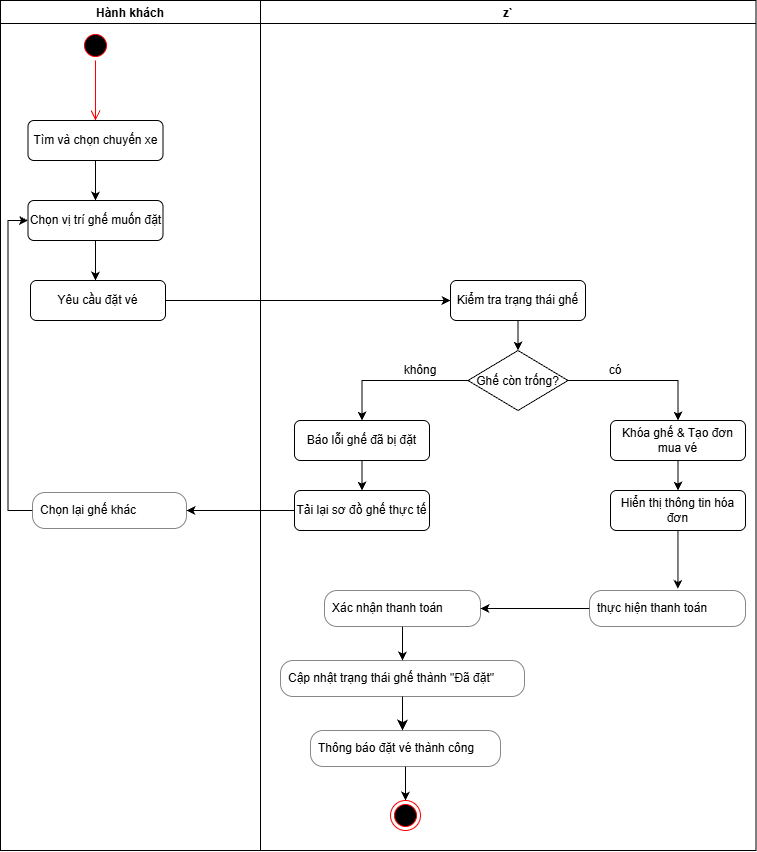 Hành khách
z`
Tìm và chọn chuyến xe
Chọn vị trí ghế muốn đặt
Yêu cầu đặt vé
Kiểm tra trạng thái ghế
không
Ghế còn trống?
có
Báo lỗi ghế đã bị đặt
Khóa ghế & Tạo đơn
mua vé
Chọn lại ghế khác
Tải lại sơ đồ ghế thực tế
Hiển thị thông tin hóa
đơn
Xác nhận thanh toán
thực hiện thanh toán
Cập nhật trạng thái ghế thành "Đã đặt"
Thông báo đặt vé thành công